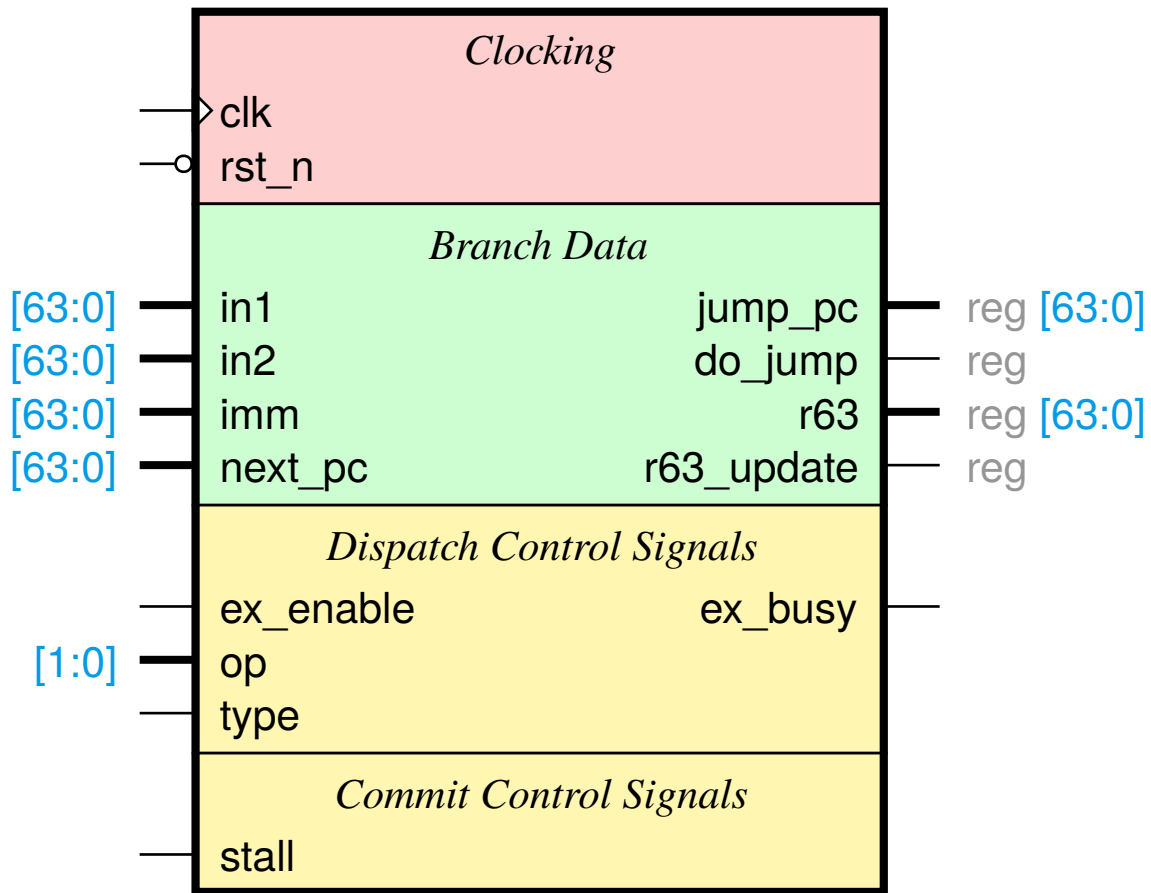 Clocking
clk
rst_n
Branch Data
[63:0] in1 jump_pc reg [63:0]
[63:0] in2 do_jump reg
[63:0] imm r63 reg [63:0]
[63:0] next_pc r63_update reg
Dispatch Control Signals
ex_enable ex_busy
[1:0] op
type
Commit Control Signals
stall